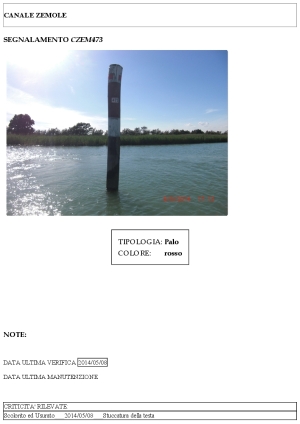 CANALE ZEMOLE
SEGNALAMENTO CZEM473
TIPOLOGIA: Palo
COLORE: rosso
NOTE:
DATA ULTIMA VERIFICA 2014/05/08
DATA ULTIMA MANUTENZIONE
CRITICITA' RILEVATE
Scolorito ed Usurato 2014/05/08 Stuccatura della testa